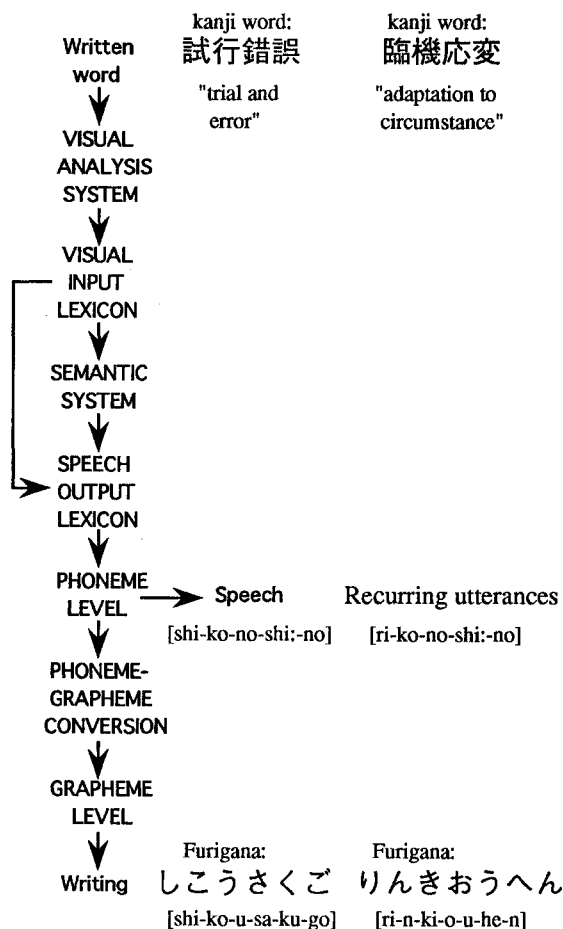 Written
word
kanji word:
試行錯誤
"trial and
error"
kanji word:
臨機応変
"adaptation to
circumstance"
VISUAL
ANALYSIS
SYSTEM
VISUAL
INPUT
LEXICON
SEMANTIC
SYSTEM
SPEECH
OUTPUT
LEXICON
PHONEME
LEVEL
Speech
[shi-ko-no-shi:-no]
Recurring utterances
[ri-ko-no-shi:-no]
PHONEME-
GRAPHEME
CONVERSION
GRAPHEME
LEVEL
Writing
Furigana:
しこうさくご
[shi-ko-u-sa-ku-go]
Furigana:
りんきおうへん
[ri-n-ki-o-u-he-n]